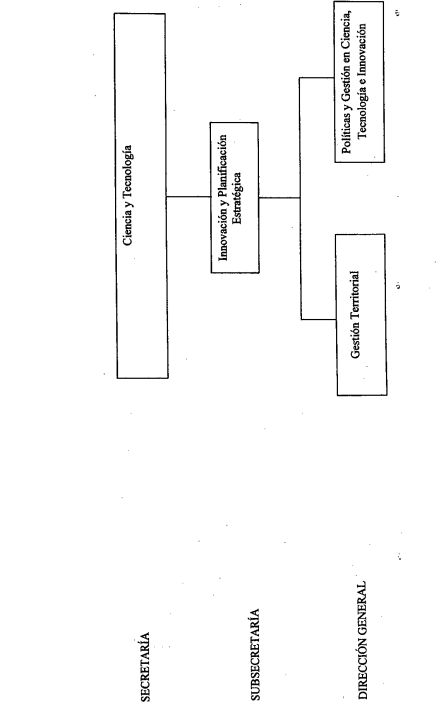 SECRETARÍA
Ciencia y Tecnología
SUBSECRETARÍA
Innovación y Planificación
Estratégica
DIRECCIÓN GENERAL
Gestión Territorial
Políticas y Gestión en Ciencia,
Tecnología e Innovación